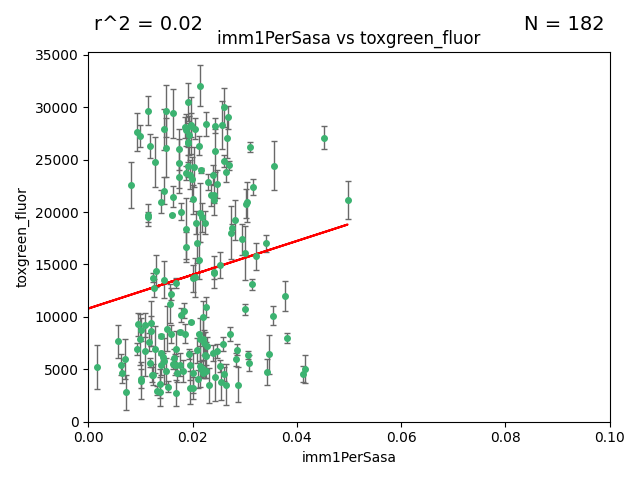 r^2 = 0.02
N = 182
imm1PerSasa vs toxgreen_fluor
35000
30000
25000
20000
15000
10000
5000
0
toxgreen_fluor
0.00 0.02 0.04 0.06 0.08 0.10
imm1PerSasa